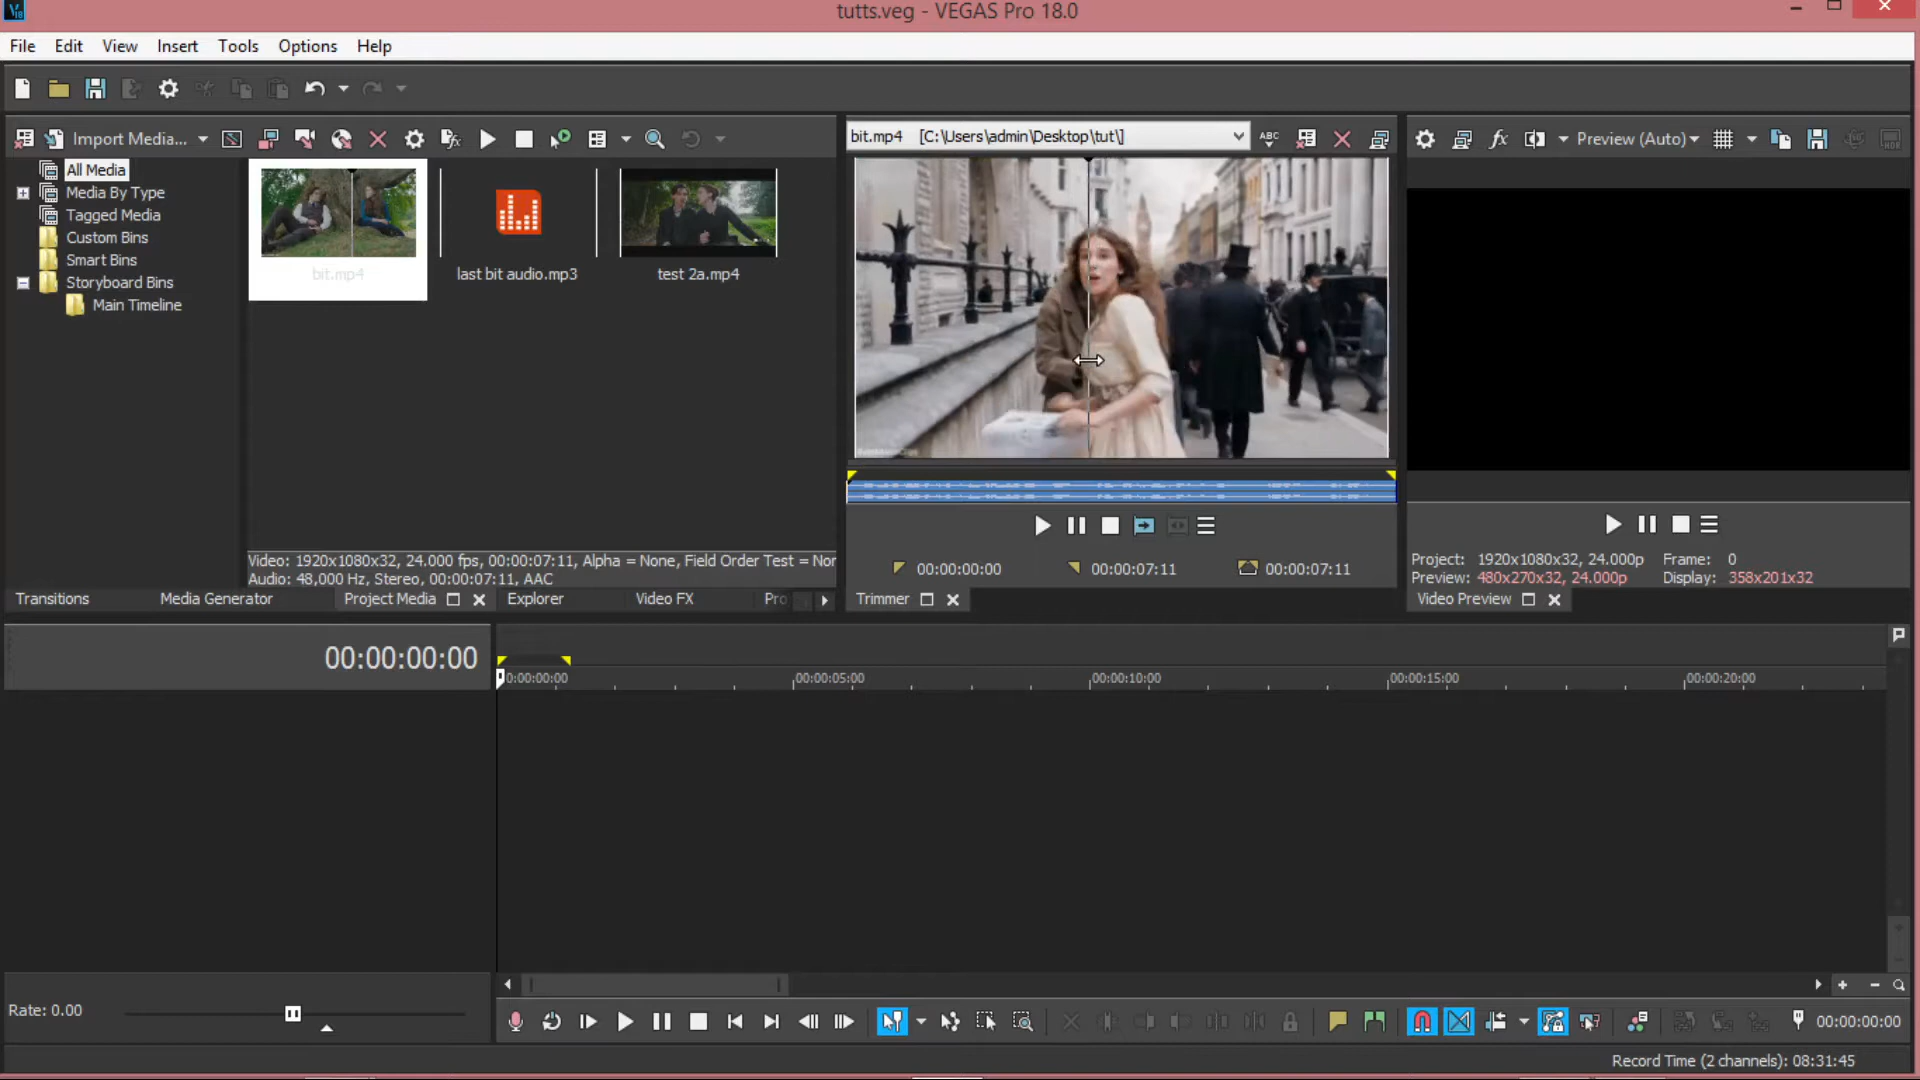 tutts.veg - VEGAS Pro 18.0
File Edit View Insert Tools Options Help
Import Media...
bit.mp4 [C:\Users\admin\Desktop\tut\]
Preview (Auto)
All Media
Media By Type
Tagged Media
Custom Bins
Smart Bins
Storyboard Bins
Main Timeline
bit.mp4
last bit audio.mp3
test 2a.mp4
Video: 1920x1080x32, 24.000 fps, 00:00:07:11, Alpha = None, Field Order Test = Nor
Audio: 48,000 Hz, Stereo, 00:00:07:11, AAC
00:00:00:00 00:00:07:11 00:00:07:11
Project: 1920x1080x32, 24.000p Frame: 0
Preview: 480x270x32, 24.000p Display: 358x201x32
Transitions Media Generator Project Media Explorer Video FX Pro
Trimmer
Video Preview
00:00:00:00
0:00:00:00 00:00:05:00 00:00:10:00 00:00:15:00 00:00:20:00
Rate: 0.00
00:00:00:00
Record Time (2 channels): 08:31:45